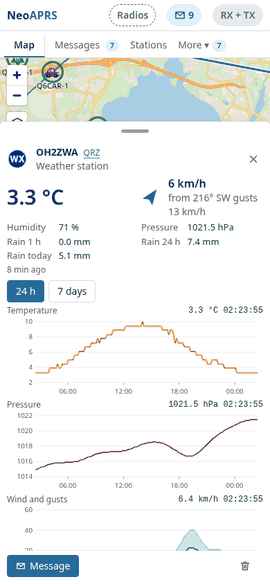 NeoAPRS
Radios
9
RX + TX
Map
Messages 7
Stations
More ▾ 7
+
Q6CAR-1
−
WX
OH2ZWA QRZ
Weather station
×
3.3 °C
6 km/h
from 216° SW gusts
13 km/h
Humidity 71 %
Pressure 1021.5 hPa
Rain 1 h 0.0 mm
Rain 24 h 7.4 mm
Rain today 5.1 mm
8 min ago
24 h
7 days
Temperature 3.3 °C 02:23:55
10
8
6
4
2
06:00 12:00 18:00 00:00
Pressure 1021.5 hPa 02:23:55
1022
1020
1018
1016
1014
06:00 12:00 18:00 00:00
Wind and gusts 6.4 km/h 02:23:55
60
40
20
Message